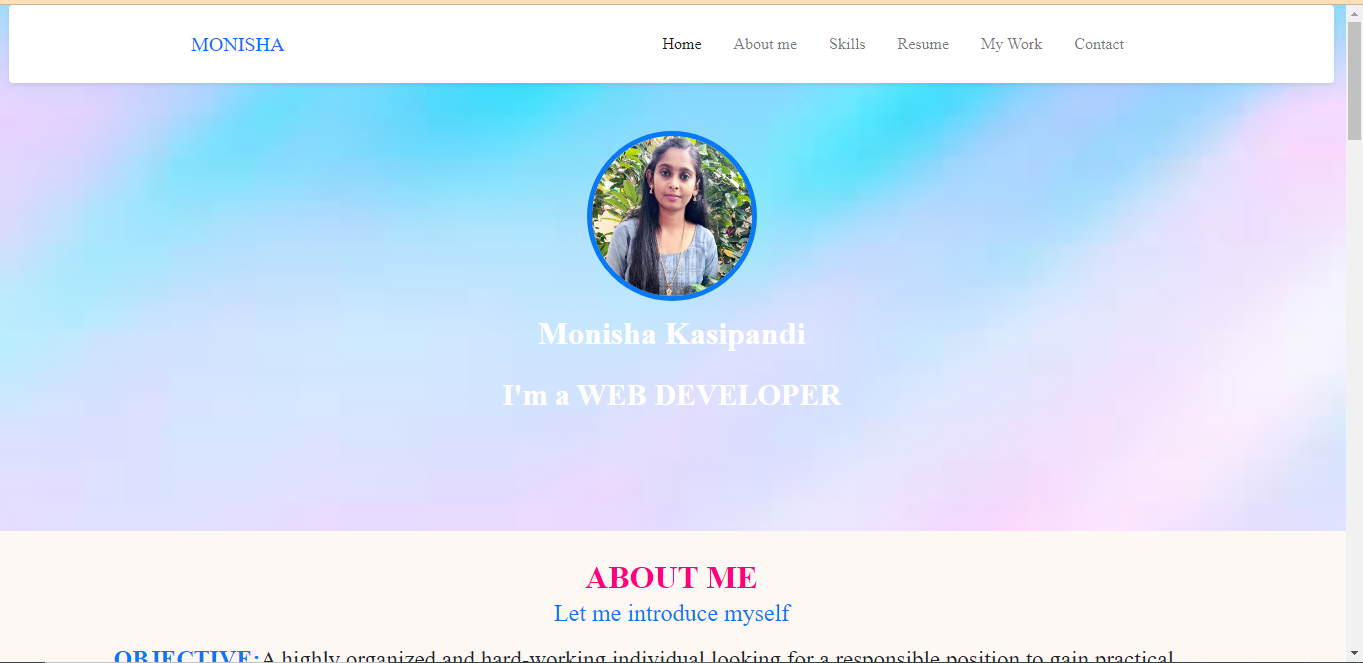 MONISHA Home About me Skills Resume My Work Contact
Monisha Kasipandi
I'm a WEB DEVELOPER
ABOUT ME
Let me introduce myself
OBJECTIVE:A highly organized and hard-working individual looking for a responsible position to gain practical